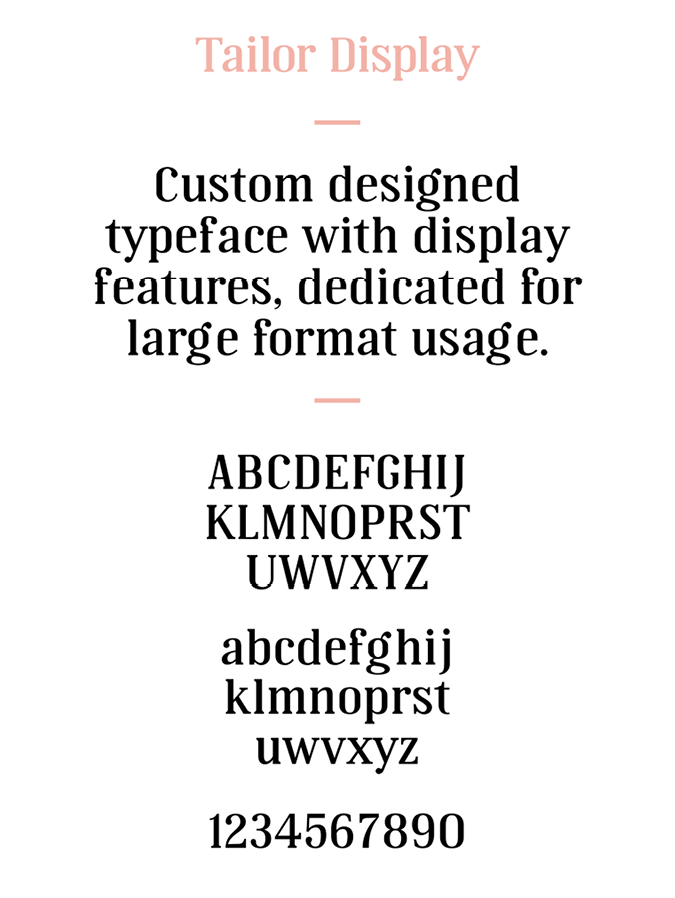 Tailor Display
Custom designed
typeface with display
features, dedicated for
large format usage.
ABCDEFGHIJ
KLMNOPRST
UWVXYZ
abcdefghij
klmnoprst
uwvxyz
1234567890